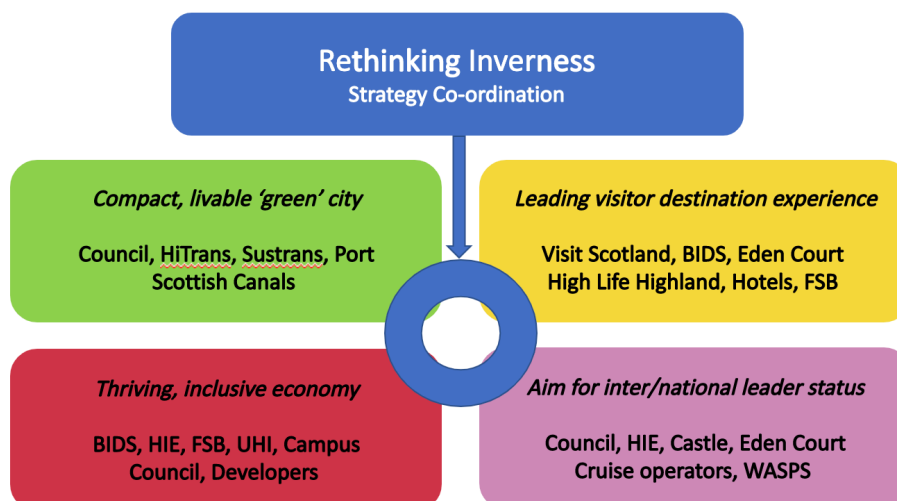 Rethinking Inverness
Strategy Co-ordination
Compact, livable ‘green’ city
Council, HiTrans, Sustrans, Port
Scottish Canals
Leading visitor destination experience
Visit Scotland, BIDS, Eden Court
High Life Highland, Hotels, FSB
Thriving, inclusive economy
BIDS, HIE, FSB, UHI, Campus
Council, Developers
Aim for inter/national leader status
Council, HIE, Castle, Eden Court
Cruise operators, WASPS